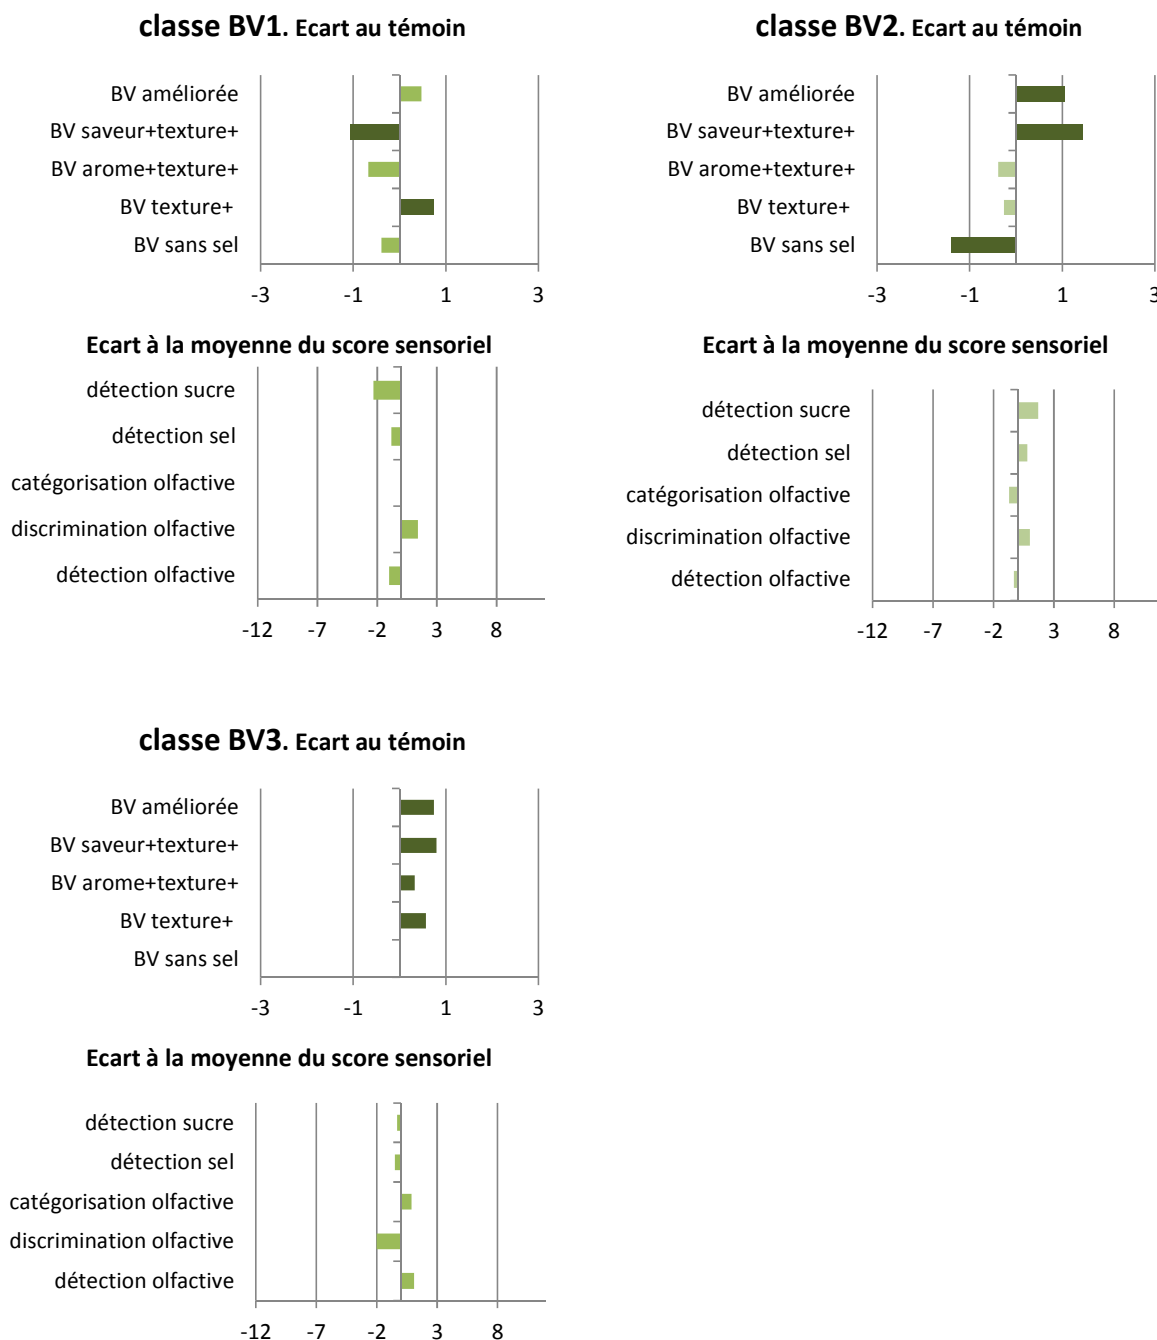 classe BV1. Ecart au témoin
BV améliorée
BV saveur+texture+
BV arome+texture+
BV texture+
BV sans sel
-3 -1 1 3
Ecart à la moyenne du score sensoriel
détection sucre
détection sel
catégorisation olfactive
discrimination olfactive
détection olfactive
-12 -7 -2 3 8
classe BV2. Ecart au témoin
BV améliorée
BV saveur+texture+
BV arome+texture+
BV texture+
BV sans sel
-3 -1 1 3
Ecart à la moyenne du score sensoriel
détection sucre
détection sel
catégorisation olfactive
discrimination olfactive
détection olfactive
-12 -7 -2 3 8
classe BV3. Ecart au témoin
BV améliorée
BV saveur+texture+
BV arome+texture+
BV texture+
BV sans sel
-3 -1 1 3
Ecart à la moyenne du score sensoriel
détection sucre
détection sel
catégorisation olfactive
discrimination olfactive
détection olfactive
-12 -7 -2 3 8